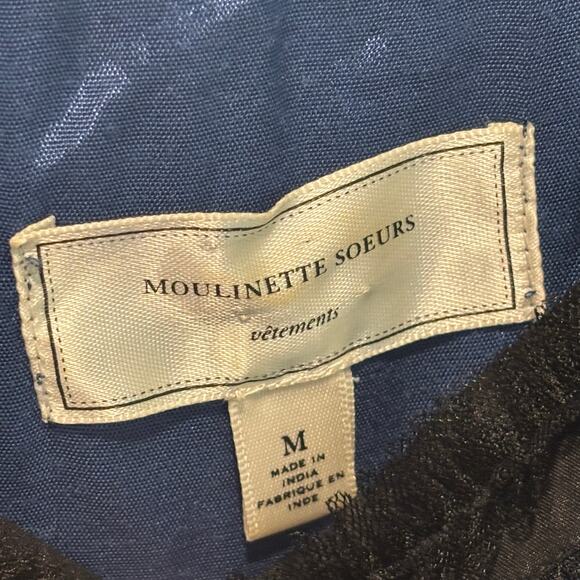 MOULINETTE SOEURS
vêtements
M
MADE IN
INDIA
FABRIQUE EN
INDE